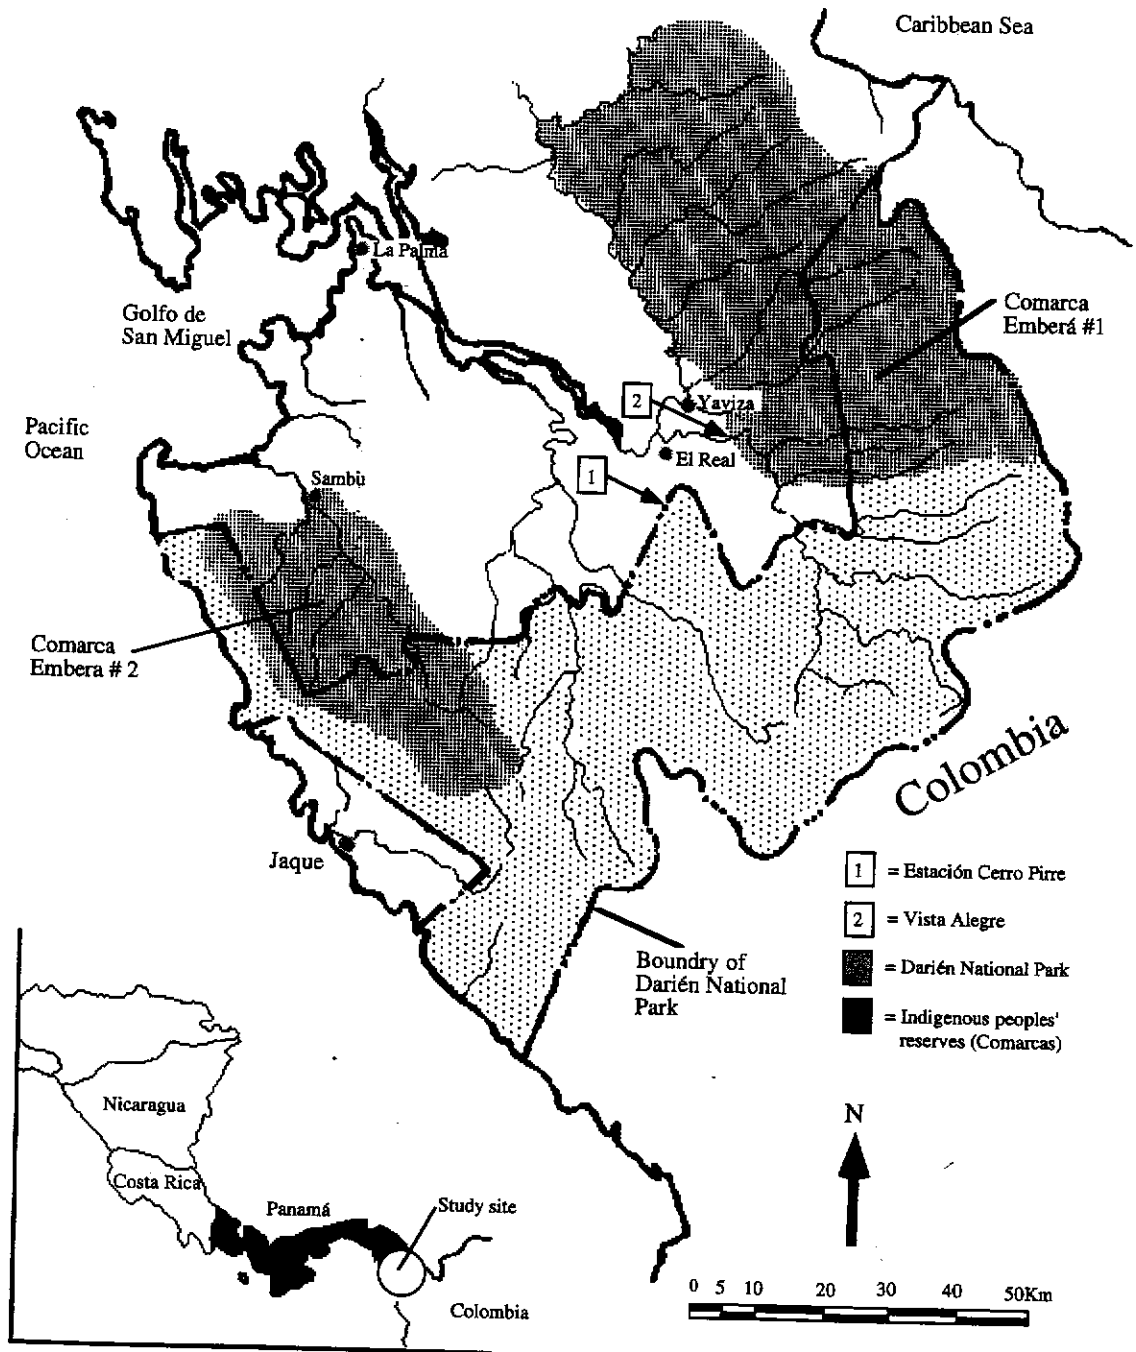 Caribbean Sea
La Palma
Golfo de
San Miguel
Comarca
Emberá #1
2
Yaviza
Pacific
Ocean
El Real
1
Sambù
Comarca
Embera # 2
Colombia
Jaque
1 = Estación Cerro Pirre
2 = Vista Alegre
Boundry of
Darién National
Park
= Darién National Park
= Indigenous peoples'
reserves (Comarcas)
N
Nicaragua
Costa Rica
Panamá
Study site
Colombia
0 5 10 20 30 40 50Km